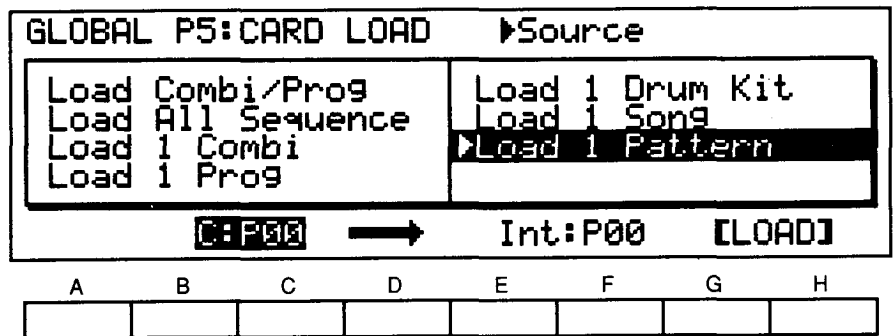 GLOBAL P5:CARD LOAD ▶Source
Load Combi/Prog
Load All Sequence
Load 1 Combi
Load 1 Prog
Load 1 Drum Kit
Load 1 Song
▶Load 1 Pattern
C:P00 → Int:P00 [LOAD]
A B C D E F G H